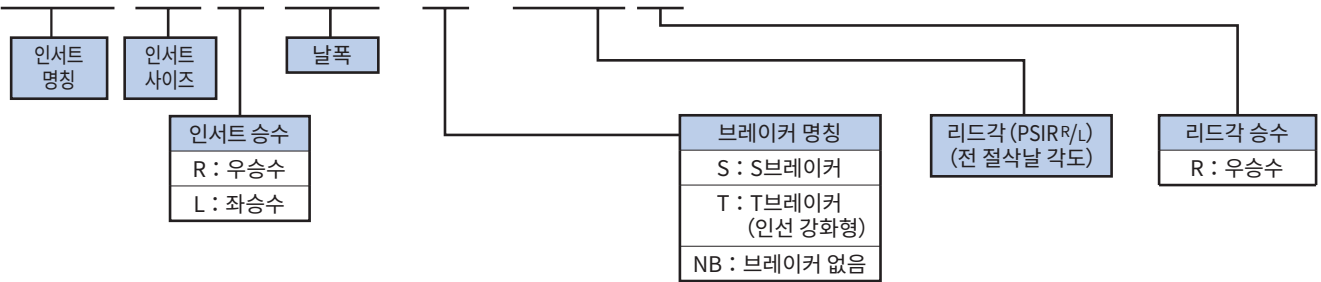 인서트
명칭
인서트
사이즈
날폭
인서트 승수
R : 우승수
L : 좌승수
브레이커 명칭
S : S브레이커
T : T브레이커
(인선 강화형)
NB : 브레이커 없음
리드각 (PSIRR/L)
(전 절삭날 각도)
리드각 승수
R : 우승수